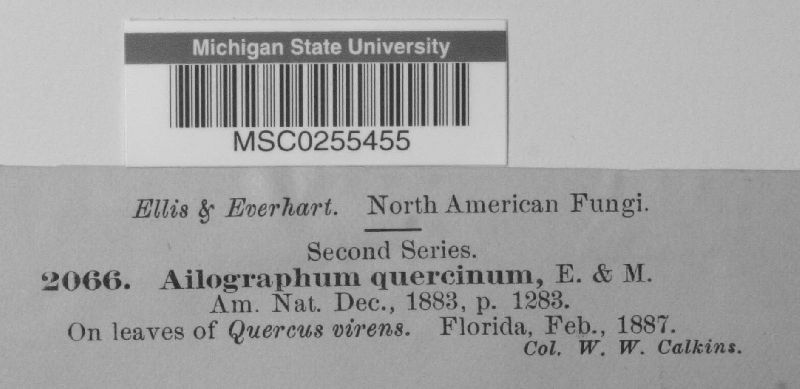 Michigan State University
MSC0255455
Ellis & Everhart. North American Fungi.
Second Series.
2066. Ailographum quercinum, E. & M.
Am. Nat. Dec., 1883, p. 1283.
On leaves of Quercus virens. Florida, Feb., 1887.
Col. W. W. Calkins.